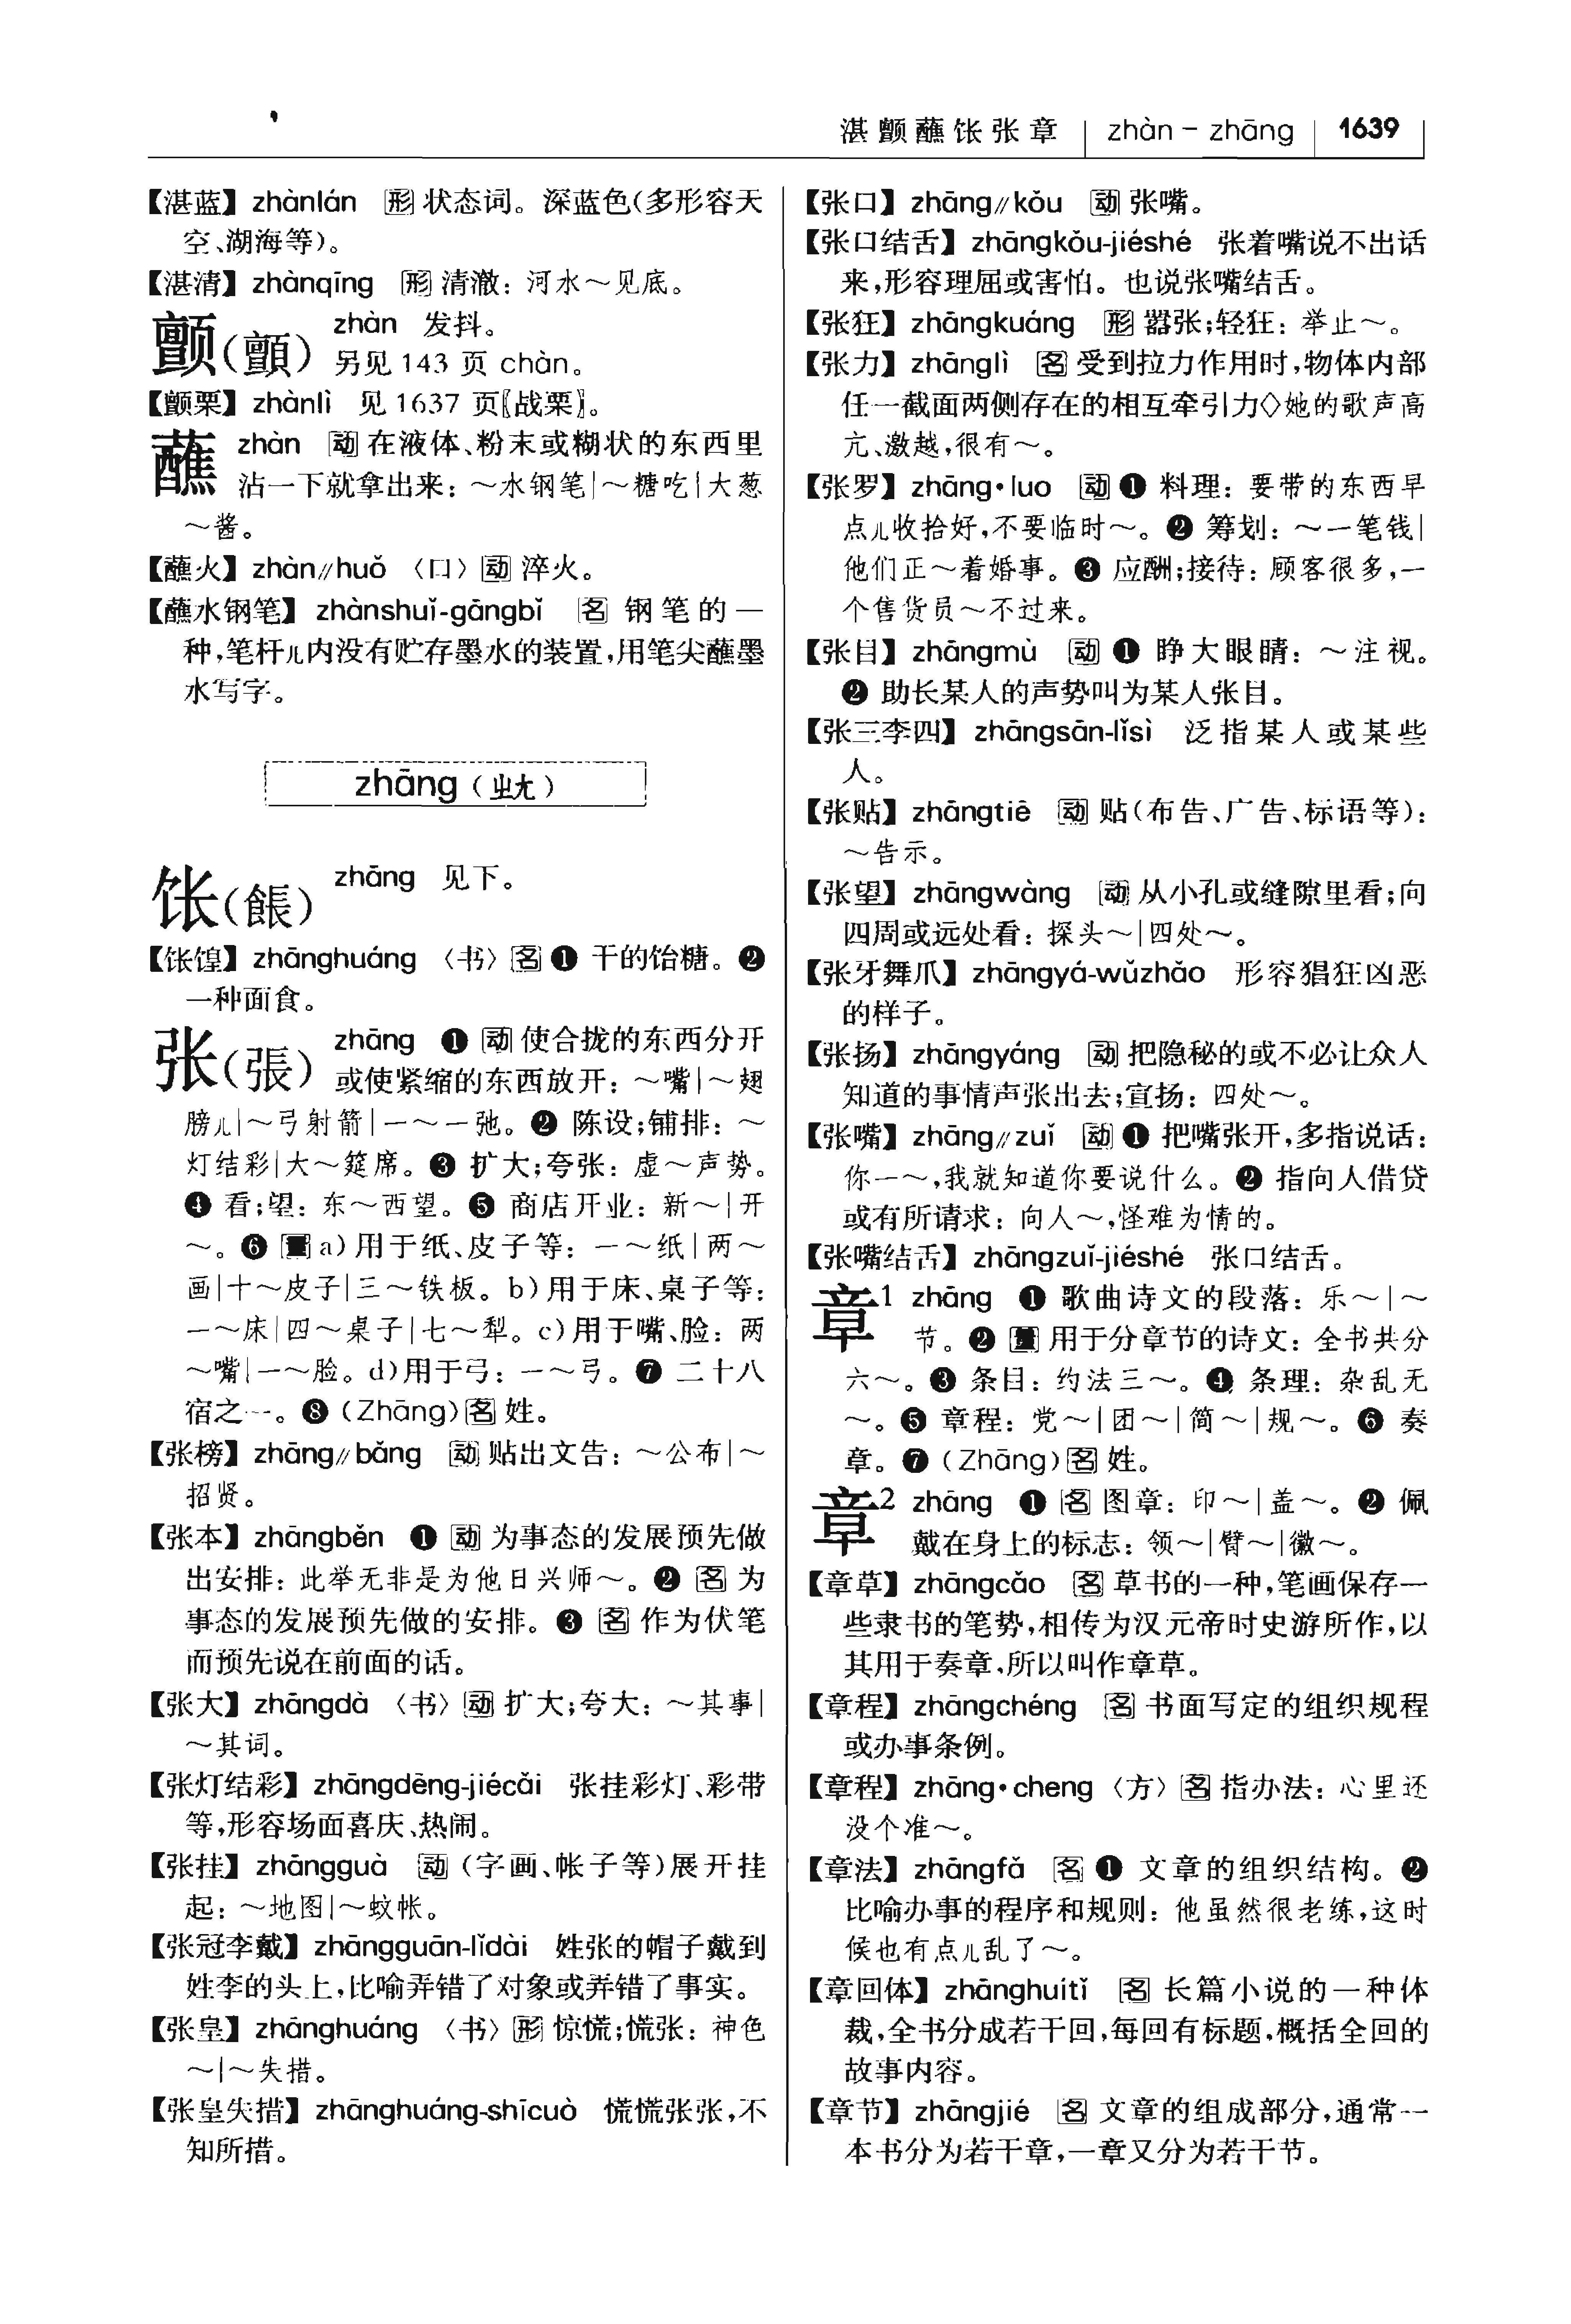 湛颤蘸伥张章 zhàn – zhāng 1639
【湛蓝】 zhànlán 形 状态词。深蓝色(多形容天
空、湖海等)。
【湛清】 zhànqīng 形 清澈：河水～见底。
颤(顫) zhàn 发抖。
另见 143 页 chàn。
【颤栗】 zhànlì 见 1637 页〖战栗〗。
蘸 zhàn 动 在液体、粉末或糊状的东西里
沾一下就拿出来：～水钢笔|～糖吃|大葱
～酱。
【蘸火】 zhàn∥huǒ 〈口〉动 淬火。
【蘸水钢笔】 zhànshuǐ-gāngbǐ 名 钢笔的一
种,笔杆儿内没有贮存墨水的装置,用笔尖蘸墨
水写字。
zhāng (ㄓㄤ)
𫗠(餦) zhāng 见下。
【𫗠餭】 zhānghuáng 〈书〉名 ❶ 干的饴糖。❷
一种面食。
张(張) zhāng ❶ 动 使合拢的东西分开
或使紧缩的东西放开：～嘴|～翅
膀儿|～弓射箭|一～一弛。❷ 陈设;铺排：～
灯结彩|大～筵席。❸ 扩大;夸张：虚～声势。
❹ 看;望：东～西望。❺ 商店开业：新～|开
～。❻ 量 a)用于纸、皮子等：一～纸|两～
画|十～皮子|三～铁板。b)用于床、桌子等：
一～床|四～桌子|七～犁。c)用于嘴、脸：两
～嘴|一～脸。d)用于弓：一～弓。❼ 二十八
宿之一。❽ (Zhāng)名 姓。
【张榜】 zhāng∥bǎng 动 贴出文告：～公布|～
招贤。
【张本】 zhāngběn ❶ 动 为事态的发展预先做
出安排：此举无非是为他日兴师～。❷ 名 为
事态的发展预先做的安排。❸ 名 作为伏笔
而预先说在前面的话。
【张大】 zhāngdà 〈书〉动 扩大;夸大：～其事|
～其词。
【张灯结彩】 zhāngdēng-jiécǎi 张挂彩灯、彩带
等,形容场面喜庆、热闹。
【张挂】 zhāngguà 动 (字画、帐子等)展开挂
起：～地图|～蚊帐。
【张冠李戴】 zhāngguān-lǐdài 姓张的帽子戴到
姓李的头上,比喻弄错了对象或弄错了事实。
【张皇】 zhānghuáng 〈书〉形 惊慌;慌张：神色
～|～失措。
【张皇失措】 zhānghuáng-shīcuò 慌慌张张,不
知所措。
【张口】 zhāng∥kǒu 动 张嘴。
【张口结舌】 zhāngkǒu-jiéshé 张着嘴说不出话
来,形容理屈或害怕。也说张嘴结舌。
【张狂】 zhāngkuáng 形 嚣张;轻狂：举止～。
【张力】 zhānglì 名 受到拉力作用时,物体内部
任一截面两侧存在的相互牵引力◇她的歌声高
亢、激越,很有～。
【张罗】 zhāng·luo 动 ❶ 料理：要带的东西早
点儿收拾好,不要临时～。❷ 筹划：～一笔钱|
他们正～着婚事。❸ 应酬;接待：顾客很多,一
个售货员～不过来。
【张目】 zhāngmù 动 ❶ 睁大眼睛：～注视。
❷ 助长某人的声势叫为某人张目。
【张三李四】 zhāngsān-lǐsì 泛指某人或某些
人。
【张贴】 zhāngtiē 动 贴(布告、广告、标语等)：
～告示。
【张望】 zhāngwàng 动 从小孔或缝隙里看;向
四周或远处看：探头～|四处～。
【张牙舞爪】 zhāngyá-wǔzhǎo 形容猖狂凶恶
的样子。
【张扬】 zhāngyáng 动 把隐秘的或不必让众人
知道的事情声张出去;宣扬：四处～。
【张嘴】 zhāng∥zuǐ 动 ❶ 把嘴张开,多指说话：
你一～,我就知道你要说什么。❷ 指向人借贷
或有所请求：向人～,怪难为情的。
【张嘴结舌】 zhāngzuǐ-jiéshé 张口结舌。
章1 zhāng ❶ 歌曲诗文的段落：乐～|～
节。❷ 量 用于分章节的诗文：全书共分
六～。❸ 条目：约法三～。❹ 条理：杂乱无
～。❺ 章程：党～|团～|简～|规～。❻ 奏
章。❼ (Zhāng)名 姓。
章2 zhāng ❶ 名 图章：印～|盖～。❷ 佩
戴在身上的标志：领～|臂～|徽～。
【章草】 zhāngcǎo 名 草书的一种,笔画保存一
些隶书的笔势,相传为汉元帝时史游所作,以
其用于奏章,所以叫作章草。
【章程】 zhāngchéng 名 书面写定的组织规程
或办事条例。
【章程】 zhāng·cheng 〈方〉名 指办法：心里还
没个准～。
【章法】 zhāngfǎ 名 ❶ 文章的组织结构。❷
比喻办事的程序和规则：他虽然很老练,这时
候也有点儿乱了～。
【章回体】 zhānghuítǐ 名 长篇小说的一种体
裁,全书分成若干回,每回有标题,概括全回的
故事内容。
【章节】 zhāngjié 名 文章的组成部分,通常一
本书分为若干章,一章又分为若干节。